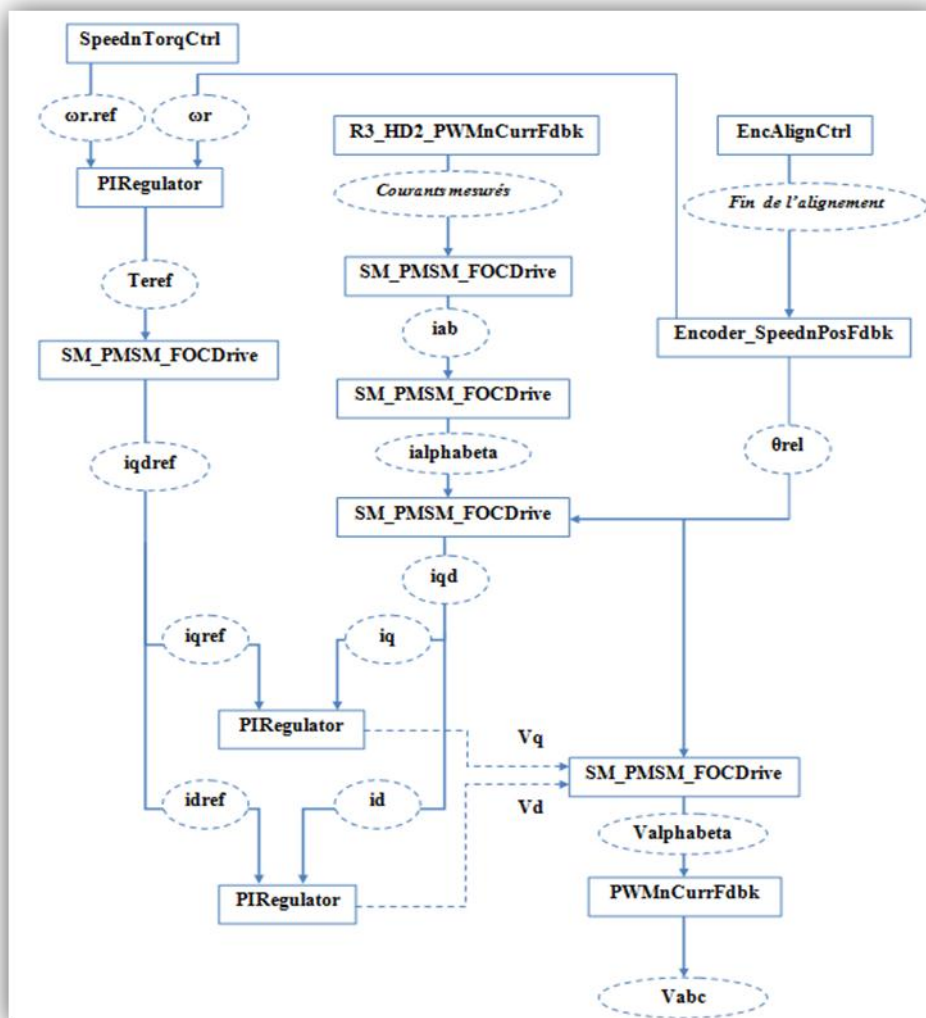 SpeednTorqCtrl
ωr.ref
ωr
R3_HD2_PWMnCurrFdbk
EncAlignCtrl
PIRegulator
Courants mesurés
Fin de l'alignement
Teref
SM_PMSM_FOCDrive
iab
Encoder_SpeednPosFdbk
SM_PMSM_FOCDrive
SM_PMSM_FOCDrive
iqdref
ialphabeta
θrel
SM_PMSM_FOCDrive
iqd
iqref
iq
PIRegulator
Vq
SM_PMSM_FOCDrive
idref
id
Vd
Valphabeta
PIRegulator
PWMnCurrFdbk
Vabc